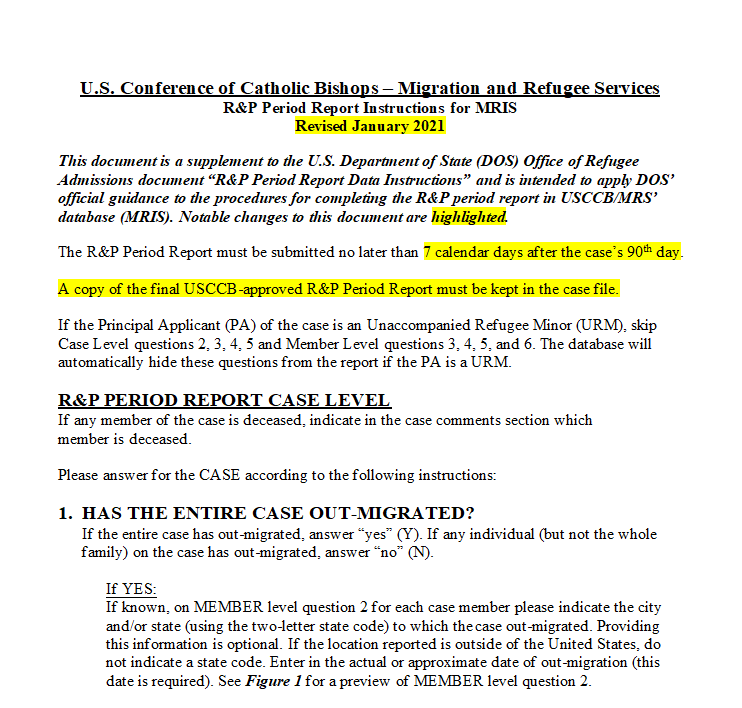 U.S. Conference of Catholic Bishops – Migration and Refugee Services
R&P Period Report Instructions for MRIS
Revised January 2021
This document is a supplement to the U.S. Department of State (DOS) Office of Refugee
Admissions document “R&P Period Report Data Instructions” and is intended to apply DOS’
official guidance to the procedures for completing the R&P period report in USCCB/MRS’
database (MRIS). Notable changes to this document are highlighted.
The R&P Period Report must be submitted no later than 7 calendar days after the case’s 90th day.
A copy of the final USCCB-approved R&P Period Report must be kept in the case file.
If the Principal Applicant (PA) of the case is an Unaccompanied Refugee Minor (URM), skip
Case Level questions 2, 3, 4, 5 and Member Level questions 3, 4, 5, and 6. The database will
automatically hide these questions from the report if the PA is a URM.
R&P PERIOD REPORT CASE LEVEL
If any member of the case is deceased, indicate in the case comments section which
member is deceased.
Please answer for the CASE according to the following instructions:
1. HAS THE ENTIRE CASE OUT-MIGRATED?
If the entire case has out-migrated, answer “yes” (Y). If any individual (but not the whole
family) on the case has out-migrated, answer “no” (N).
If YES:
If known, on MEMBER level question 2 for each case member please indicate the city
and/or state (using the two-letter state code) to which the case out-migrated. Providing
this information is optional. If the location reported is outside of the United States, do
not indicate a state code. Enter in the actual or approximate date of out-migration (this
date is required). See Figure 1 for a preview of MEMBER level question 2.